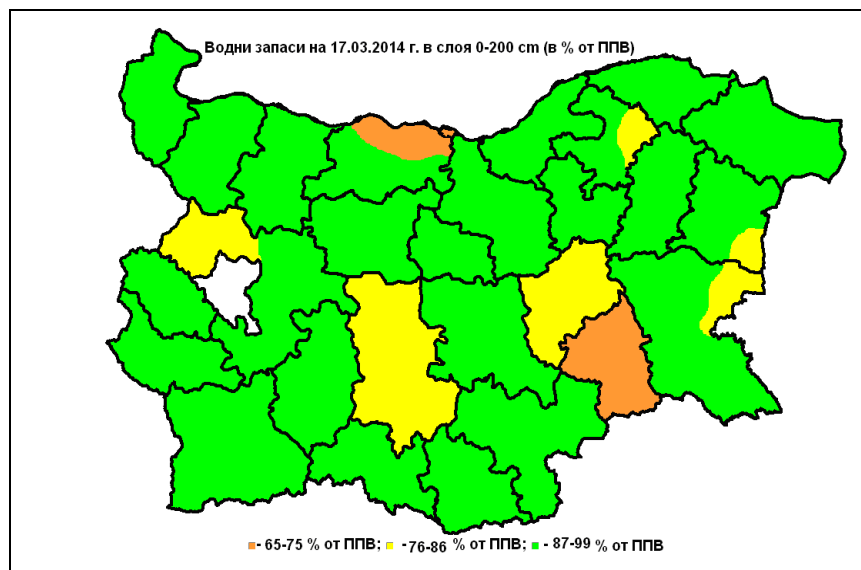 Водни запаси на 17.03.2014 г. в слоя 0-200 cm (в % от ППВ)
- 65-75 % от ППВ; -76-86 % от ППВ; - 87-99 % от ППВ